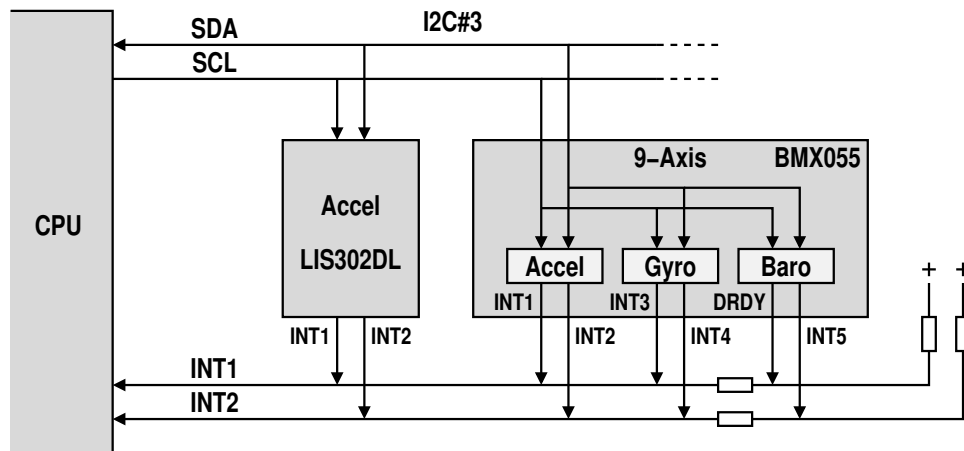 SDA
I2C#3
SCL
9–Axis
BMX055
CPU
Accel
LIS302DL
Accel
Gyro
Baro
+ +
INT1
INT3
DRDY
INT1
INT2
INT2
INT4
INT5
INT1
INT2